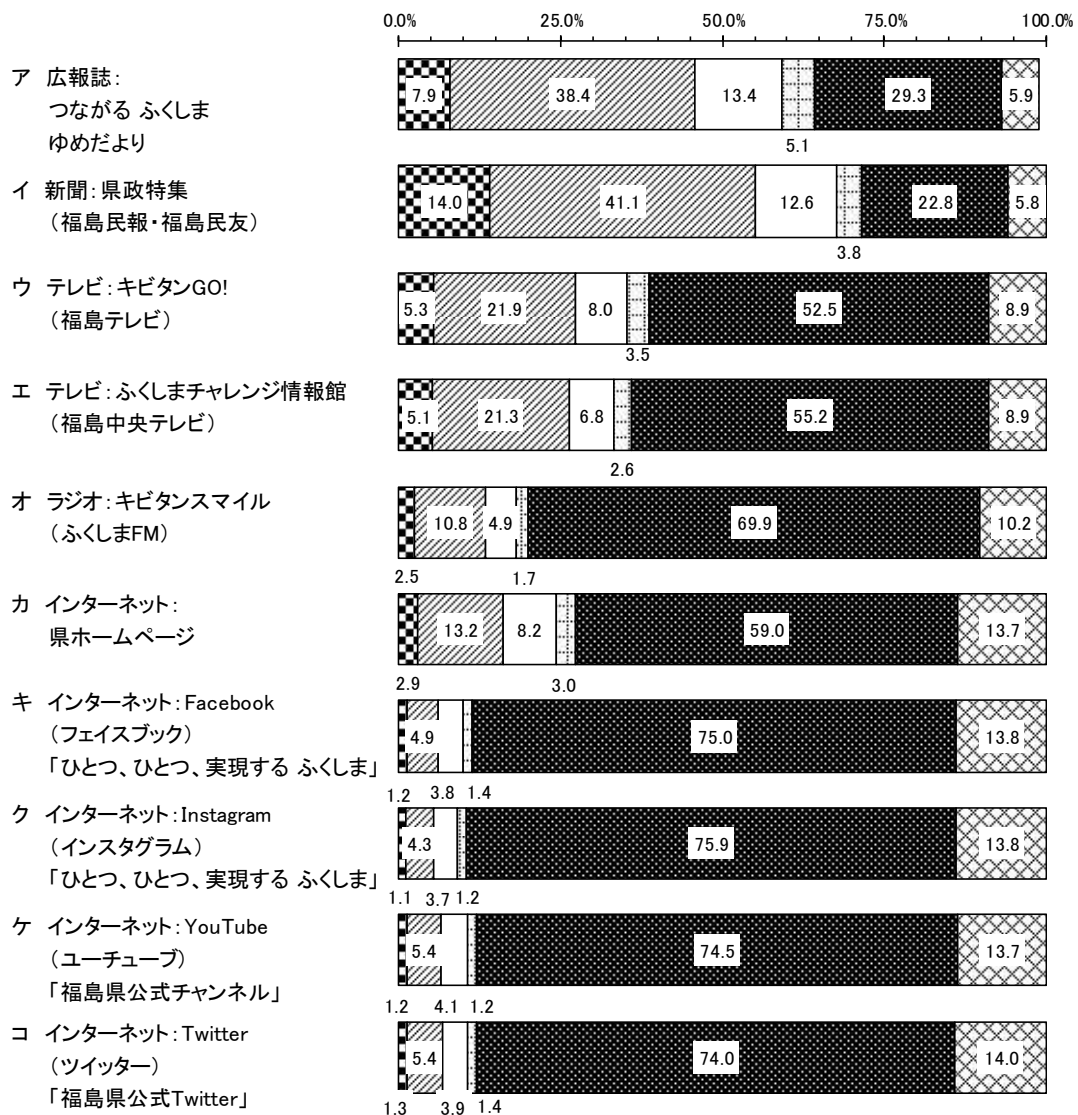 0.0% 25.0% 50.0% 75.0% 100.0%
ア 広報誌：
つながる ふくしま
ゆめだより
7.9 38.4 13.4 29.3 5.9
5.1
イ 新聞：県政特集
（福島民報・福島民友）
14.0 41.1 12.6 22.8 5.8
3.8
ウ テレビ：キビタンGO!
（福島テレビ）
5.3 21.9 8.0 52.5 8.9
3.5
エ テレビ：ふくしまチャレンジ情報館
（福島中央テレビ）
5.1 21.3 6.8 55.2 8.9
2.6
オ ラジオ：キビタンスマイル
（ふくしまFM）
10.8 4.9 69.9 10.2
2.5 1.7
カ インターネット：
県ホームページ
13.2 8.2 59.0 13.7
2.9 3.0
キ インターネット：Facebook
（フェイスブック）
「ひとつ、ひとつ、実現する ふくしま」
4.9 75.0 13.8
1.2 3.8 1.4
ク インターネット：Instagram
（インスタグラム）
「ひとつ、ひとつ、実現する ふくしま」
4.3 75.9 13.8
1.1 3.7 1.2
ケ インターネット：YouTube
（ユーチューブ）
「福島県公式チャンネル」
5.4 74.5 13.7
1.2 4.1 1.2
コ インターネット：Twitter
（ツイッター）
「福島県公式Twitter」
5.4 74.0 14.0
1.3 3.9 1.4